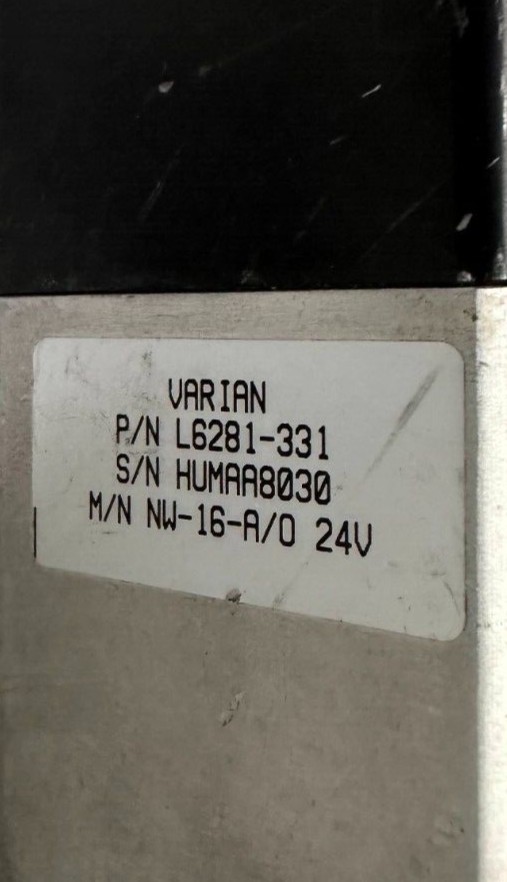 VARIAN
P/N L6281-331
S/N HUMAA8030
M/N NW-16-A/O 24V